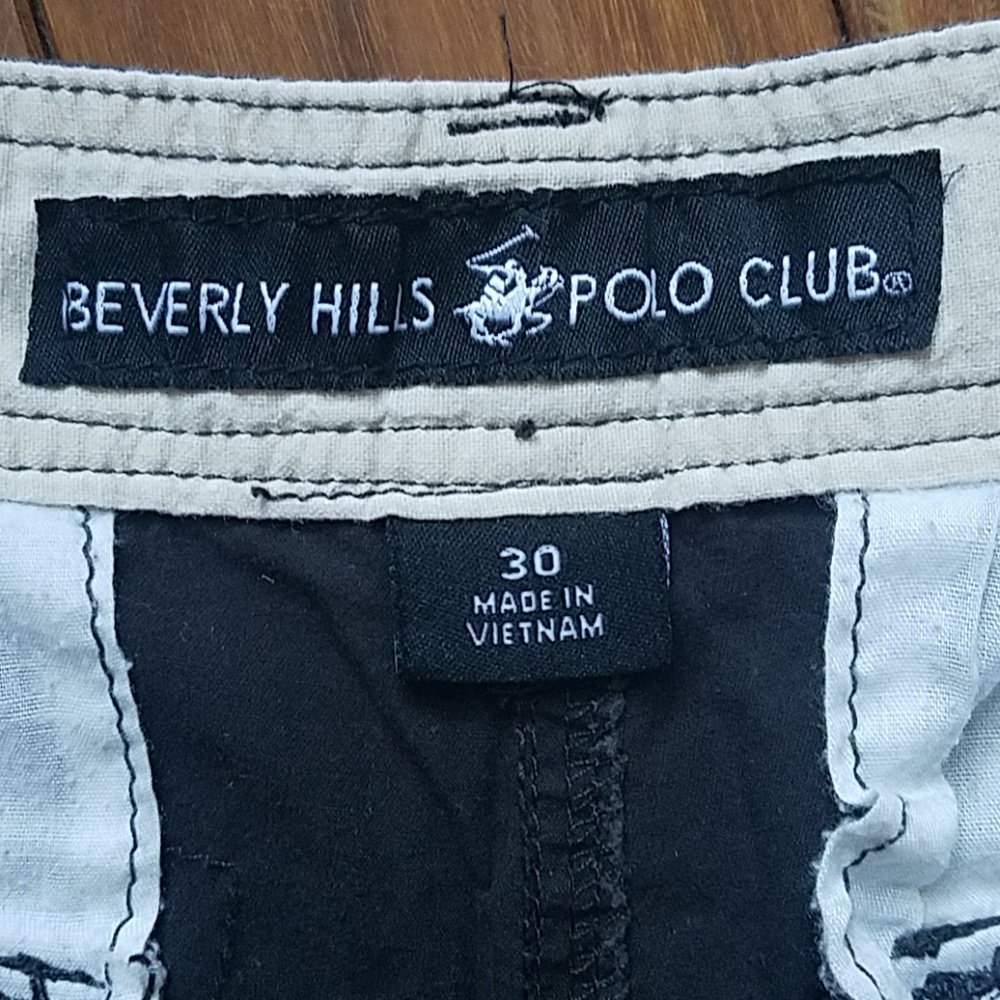 BEVERLY HILLS POLO CLUB®
30
MADE IN
VIETNAM